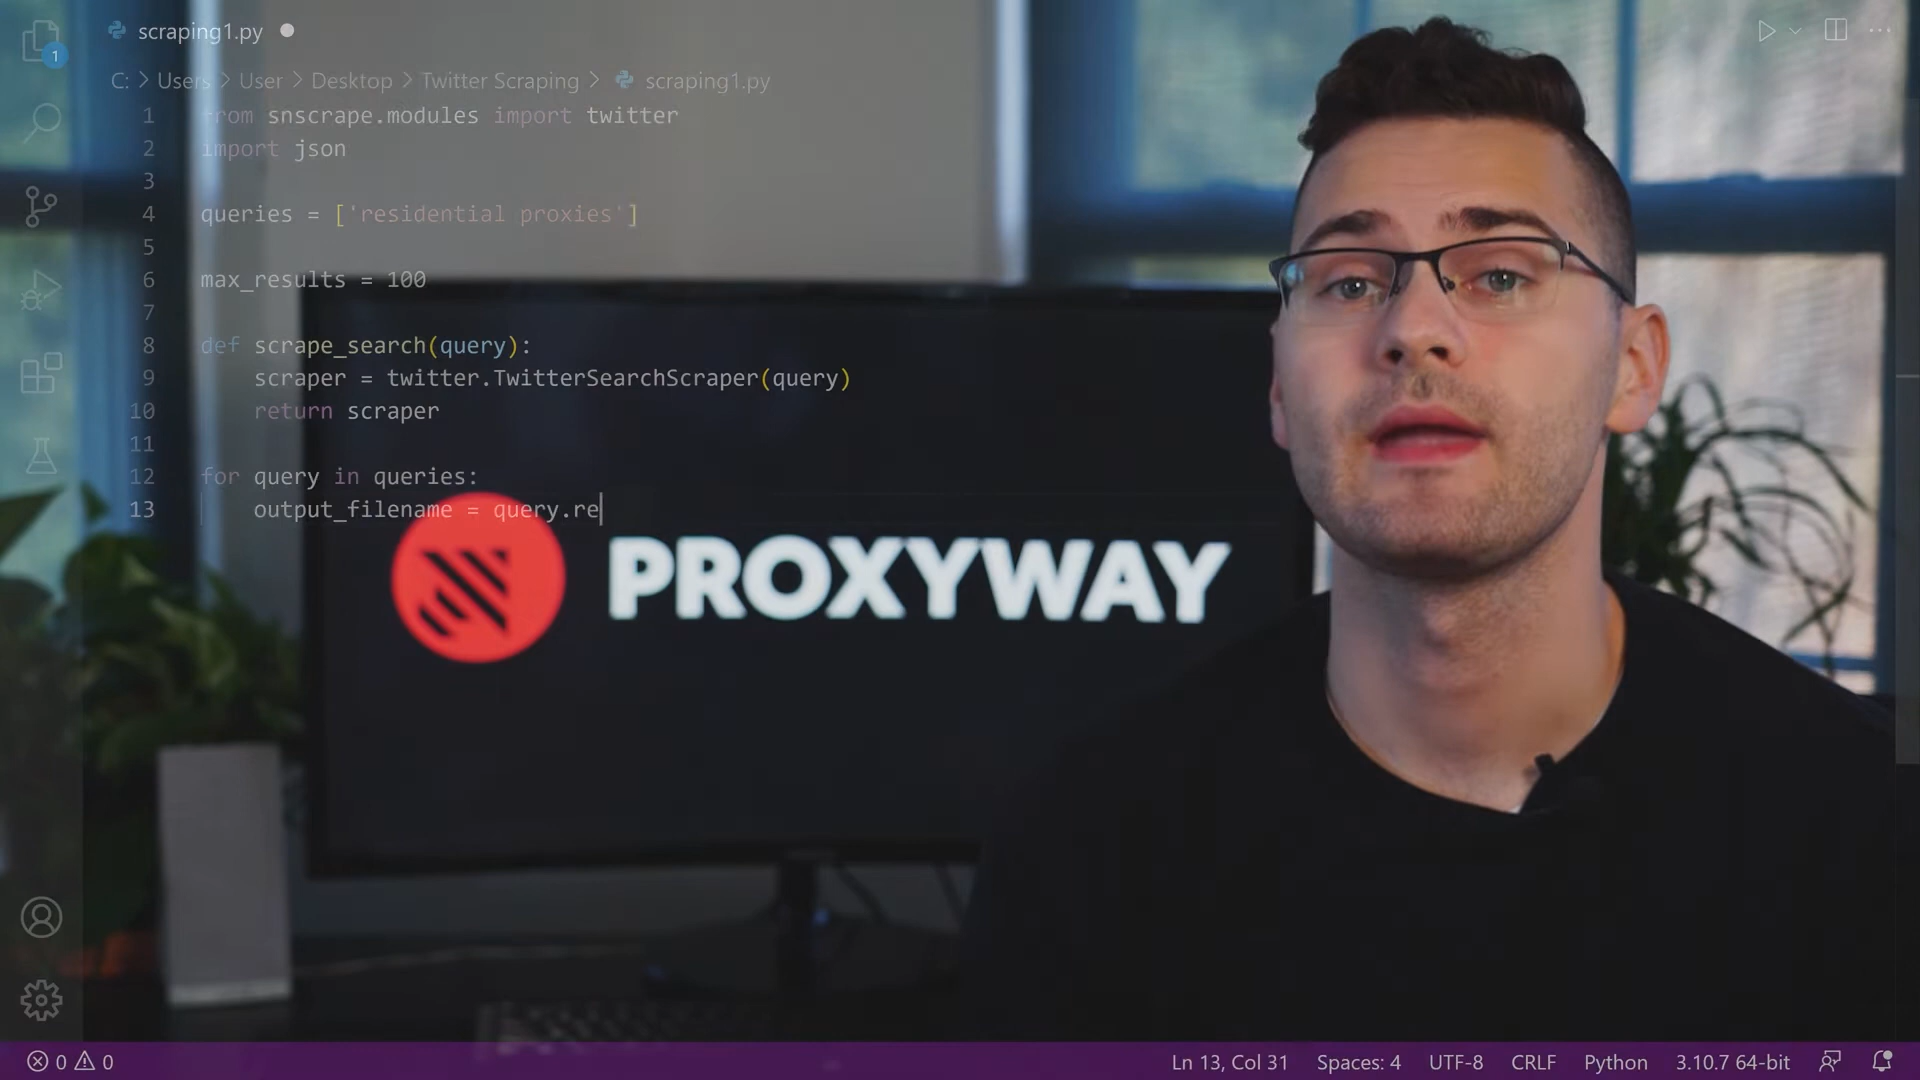 1
scraping1.py
C: > Users > User > Desktop > Twitter Scraping > scraping1.py
1 from snscrape.modules import twitter
2 import json
3
4 queries = ['residential proxies']
5
6 max_results = 100
7
8 def scrape_search(query):
9     scraper = twitter.TwitterSearchScraper(query)
10     return scraper
11
12 for query in queries:
13     output_filename = query.re
PROXYWAY
0 0 Ln 13, Col 31 Spaces: 4 UTF-8 CRLF Python 3.10.7 64-bit